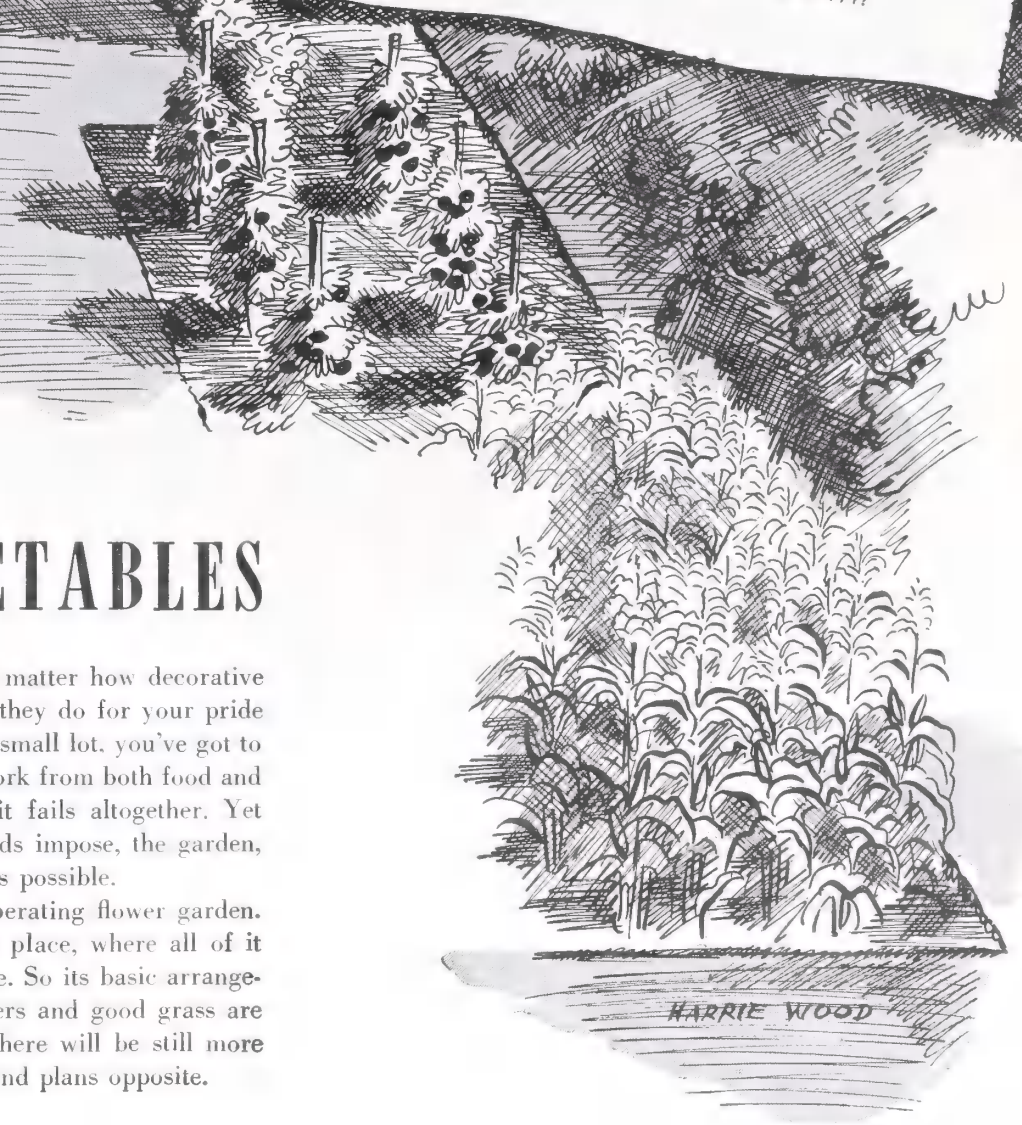 ETABLES
matter how decorative
they do for your pride
small lot, you've got to
ork from both food and
it fails altogether. Yet
ds impose, the garden,
s possible.
erating flower garden.
place, where all of it
e. So its basic arrange-
ers and good grass are
here will be still more
nd plans opposite.
HARRIE WOOD